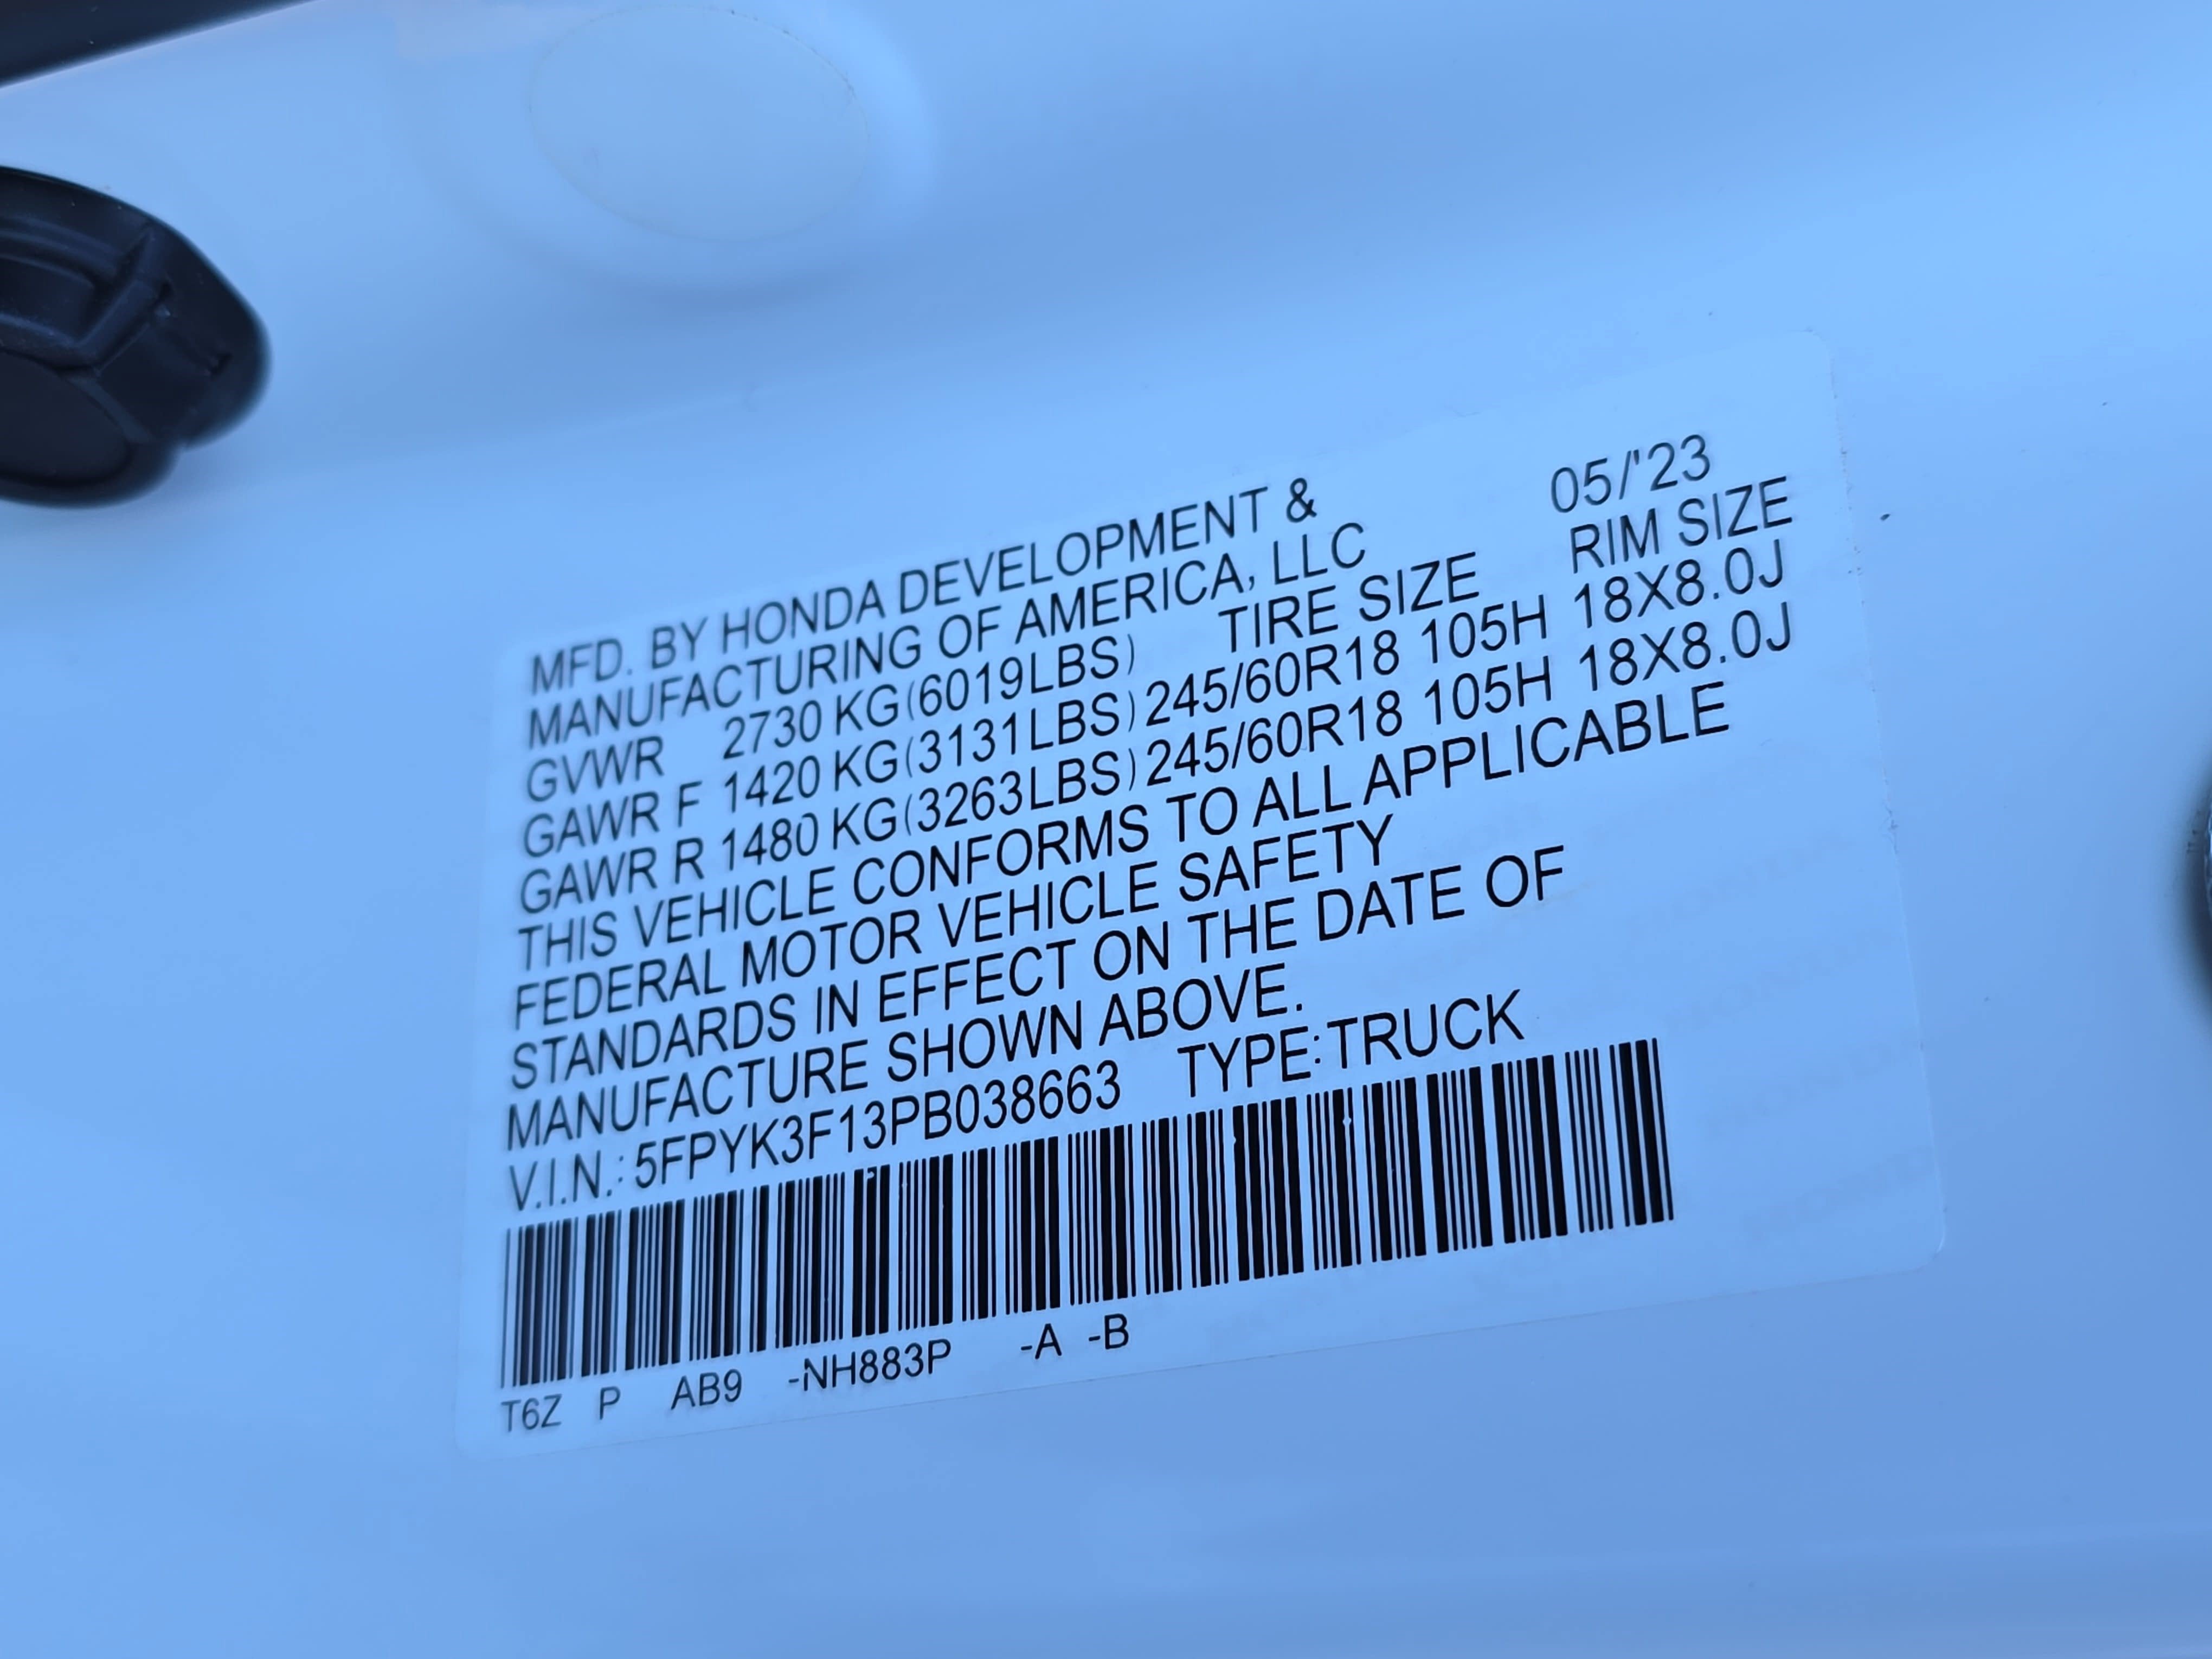 05/'23
MFD. BY HONDA DEVELOPMENT &
MANUFACTURING OF AMERICA, LLC
GVWR 2730 KG(6019LBS) TIRE SIZE RIM SIZE
GAWR F 1420 KG(3131LBS) 245/60R18 105H 18X8.0J
GAWR R 1480 KG(3263LBS) 245/60R18 105H 18X8.0J
THIS VEHICLE CONFORMS TO ALL APPLICABLE
FEDERAL MOTOR VEHICLE SAFETY
STANDARDS IN EFFECT ON THE DATE OF
MANUFACTURE SHOWN ABOVE.
V.I.N.: 5FPYK3F13PB038663 TYPE:TRUCK
T6Z P AB9 -NH883P -A -B